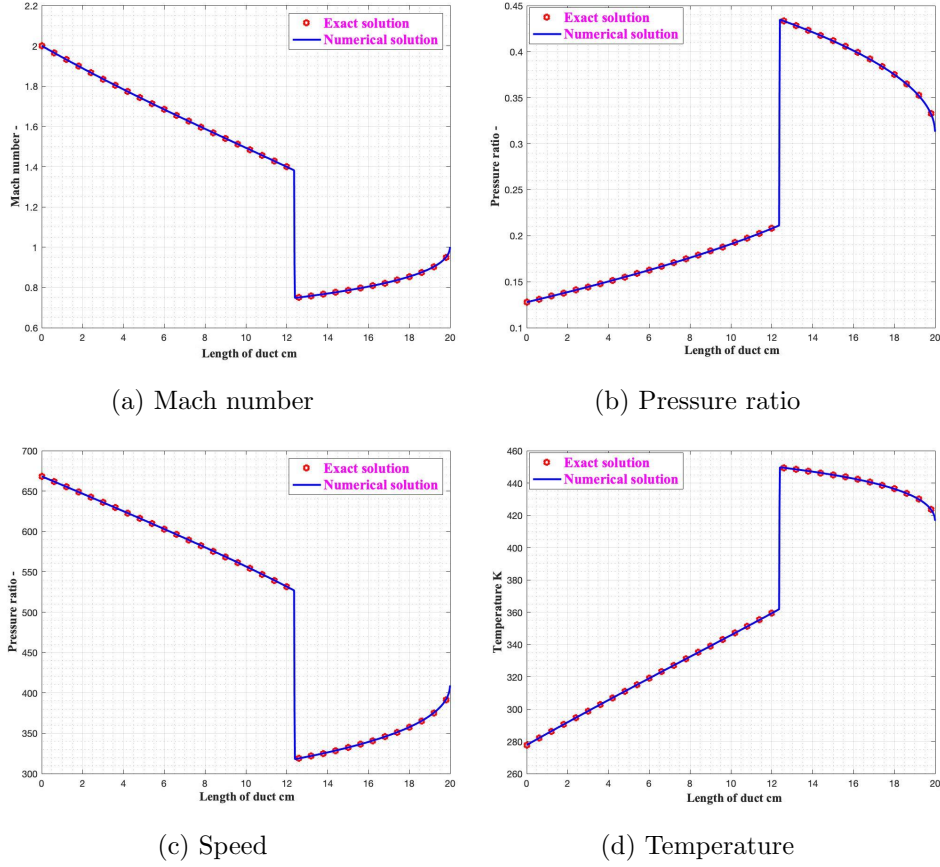 2.2
2
1.8
1.6
1.4
1.2
1
0.8
0.6
Mach number -
Exact solution
Numerical solution
0 2 4 6 8 10 12 14 16 18 20
Length of duct cm
(a) Mach number
0.45
0.4
0.35
0.3
0.25
0.2
0.15
0.1
Pressure ratio -
Exact solution
Numerical solution
0 2 4 6 8 10 12 14 16 18 20
Length of duct cm
(b) Pressure ratio
700
650
600
550
500
450
400
350
300
Pressure ratio -
Exact solution
Numerical solution
0 2 4 6 8 10 12 14 16 18 20
Length of duct cm
(c) Speed
460
440
420
400
380
360
340
320
300
280
260
Temperature K
Exact solution
Numerical solution
0 2 4 6 8 10 12 14 16 18 20
Length of duct cm
(d) Temperature